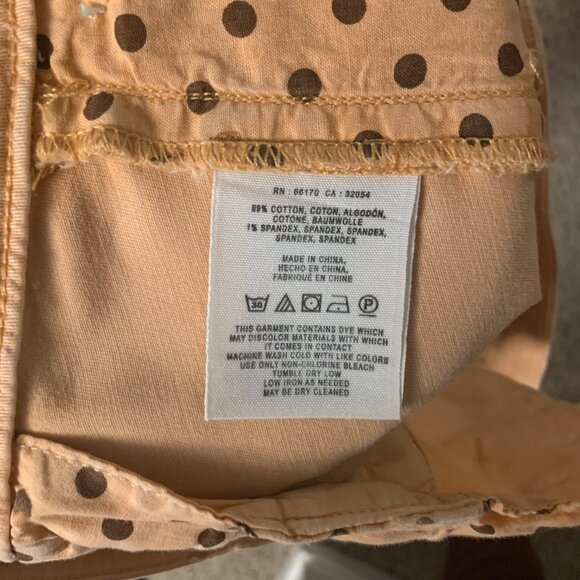 RN : 66170 CA : 32054
99% COTTON, COTON, ALGODÓN,
COTONE, BAUMWOLLE
1% SPANDEX, SPANDEX, SPANDEX,
SPANDEX, SPANDEX
MADE IN CHINA,
HECHO EN CHINA,
FABRIQUÉ EN CHINE
30 P
THIS GARMENT CONTAINS DYE WHICH
MAY DISCOLOR MATERIALS WITH WHICH
IT COMES IN CONTACT
MACHINE WASH COLD WITH LIKE COLORS
USE ONLY NON-CHLORINE BLEACH
TUMBLE DRY LOW
LOW IRON AS NEEDED
MAY BE DRY CLEANED